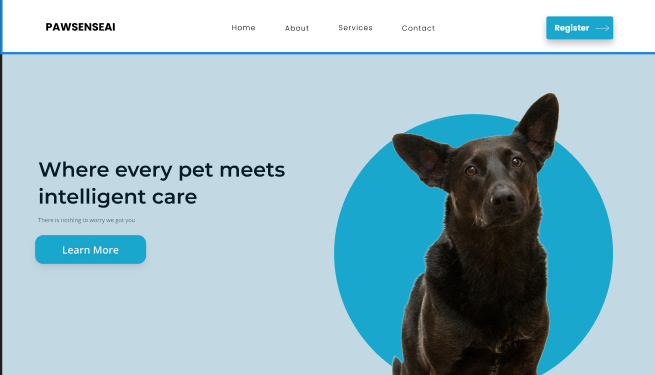 PAWSENSEAI
Home About Services Contact
Register
Where every pet meets
intelligent care
There is nothing to worry we got you
Learn More